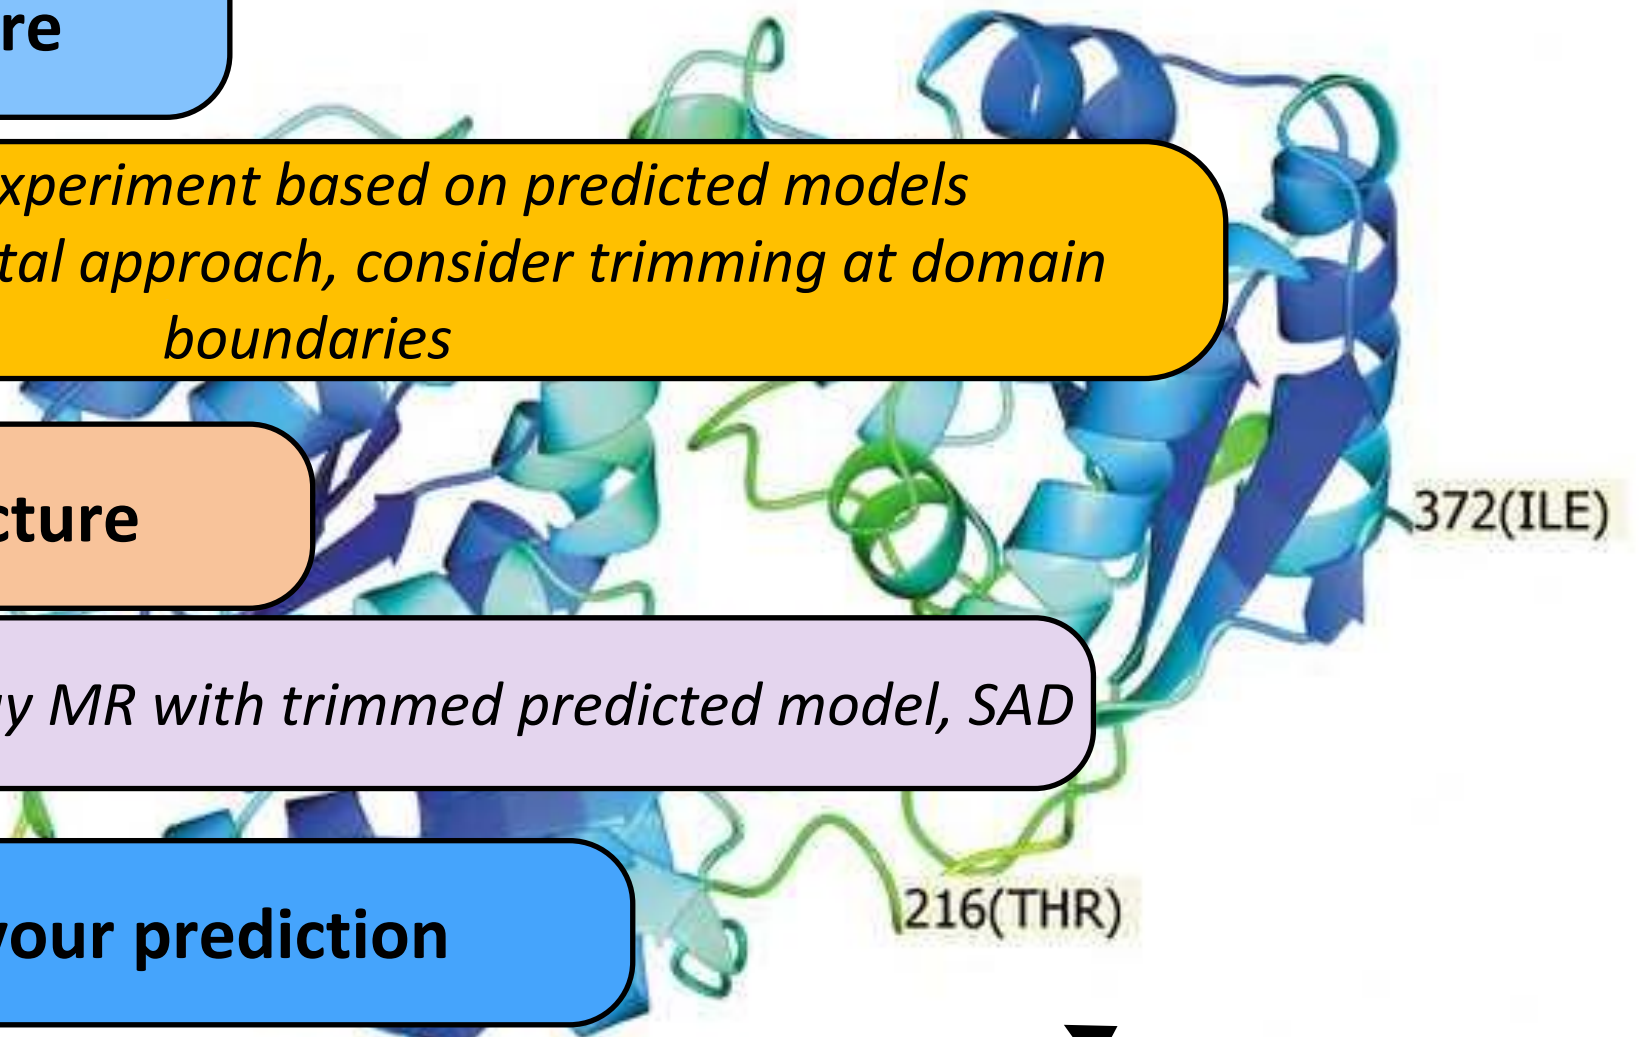 re
xperiment based on predicted models
tal approach, consider trimming at domain
boundaries
cture
372(ILE)
y MR with trimmed predicted model, SAD
216(THR)
your prediction